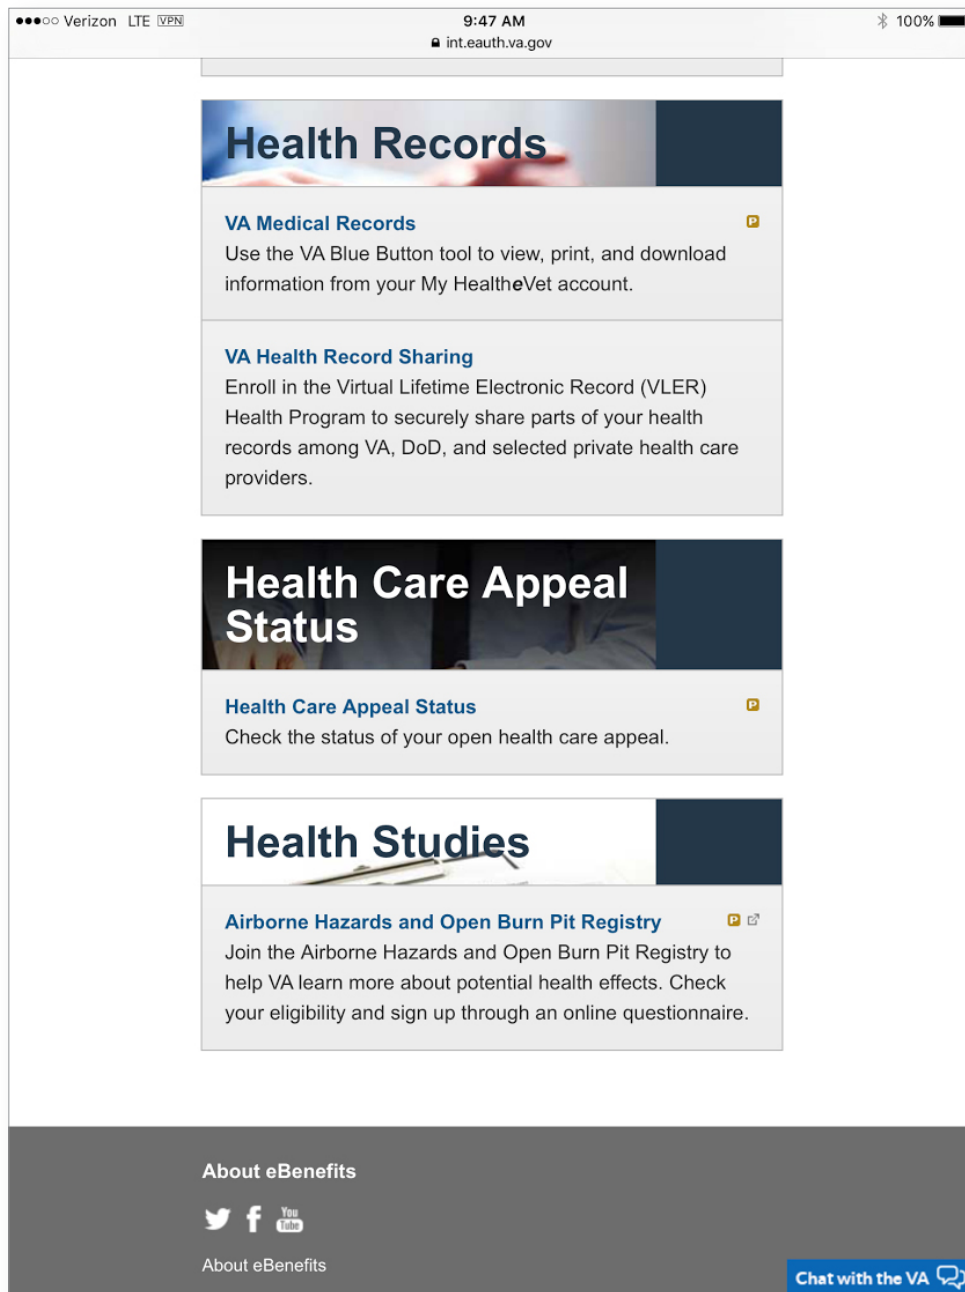 Verizon LTE VPN
9:47 AM
100%
int.eauth.va.gov
Health Records
VA Medical Records
P
Use the VA Blue Button tool to view, print, and download
information from your My HealtheVet account.
VA Health Record Sharing
Enroll in the Virtual Lifetime Electronic Record (VLER)
Health Program to securely share parts of your health
records among VA, DoD, and selected private health care
providers.
Health Care Appeal
Status
Health Care Appeal Status
P
Check the status of your open health care appeal.
Health Studies
Airborne Hazards and Open Burn Pit Registry
P
Join the Airborne Hazards and Open Burn Pit Registry to
help VA learn more about potential health effects. Check
your eligibility and sign up through an online questionnaire.
About eBenefits
You
Tube
About eBenefits
Chat with the VA